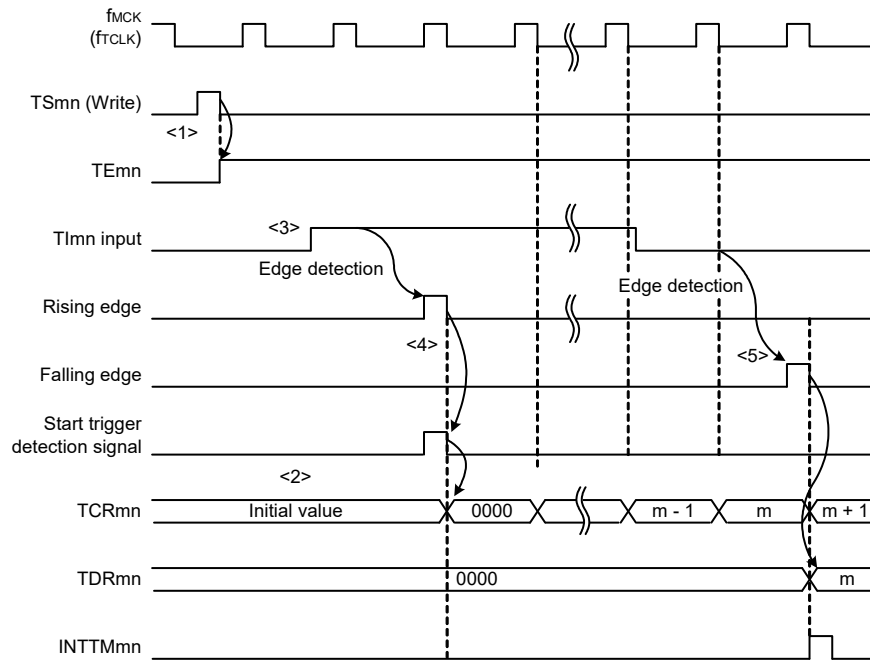 fMCK
(fTCLK)
TSmn (Write)
<1>
TEmn
<3>
TImn input
Edge detection
Edge detection
Rising edge
<4>
<5>
Falling edge
Start trigger
detection signal
<2>
TCRmn
Initial value
0000
m - 1
m
m + 1
TDRmn
0000
m
INTTMmn